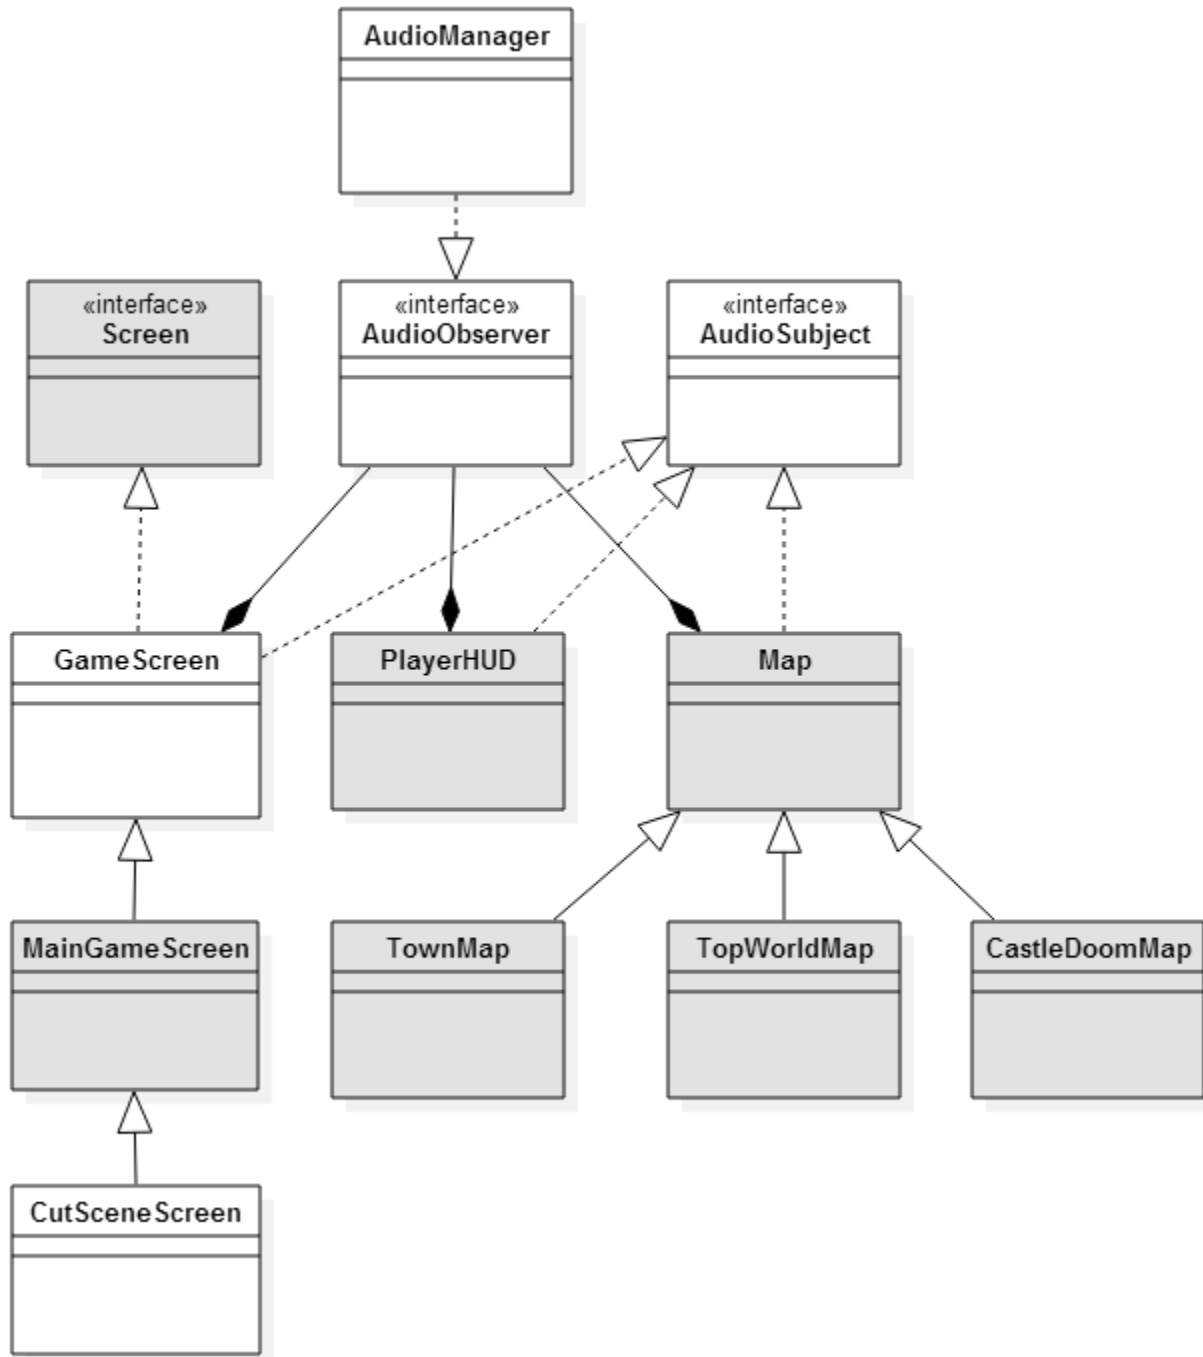 AudioManager
«interface»
Screen
«interface»
AudioObserver
«interface»
AudioSubject
GameScreen
PlayerHUD
Map
MainGameScreen
TownMap
TopWorldMap
CastleDoomMap
CutSceneScreen